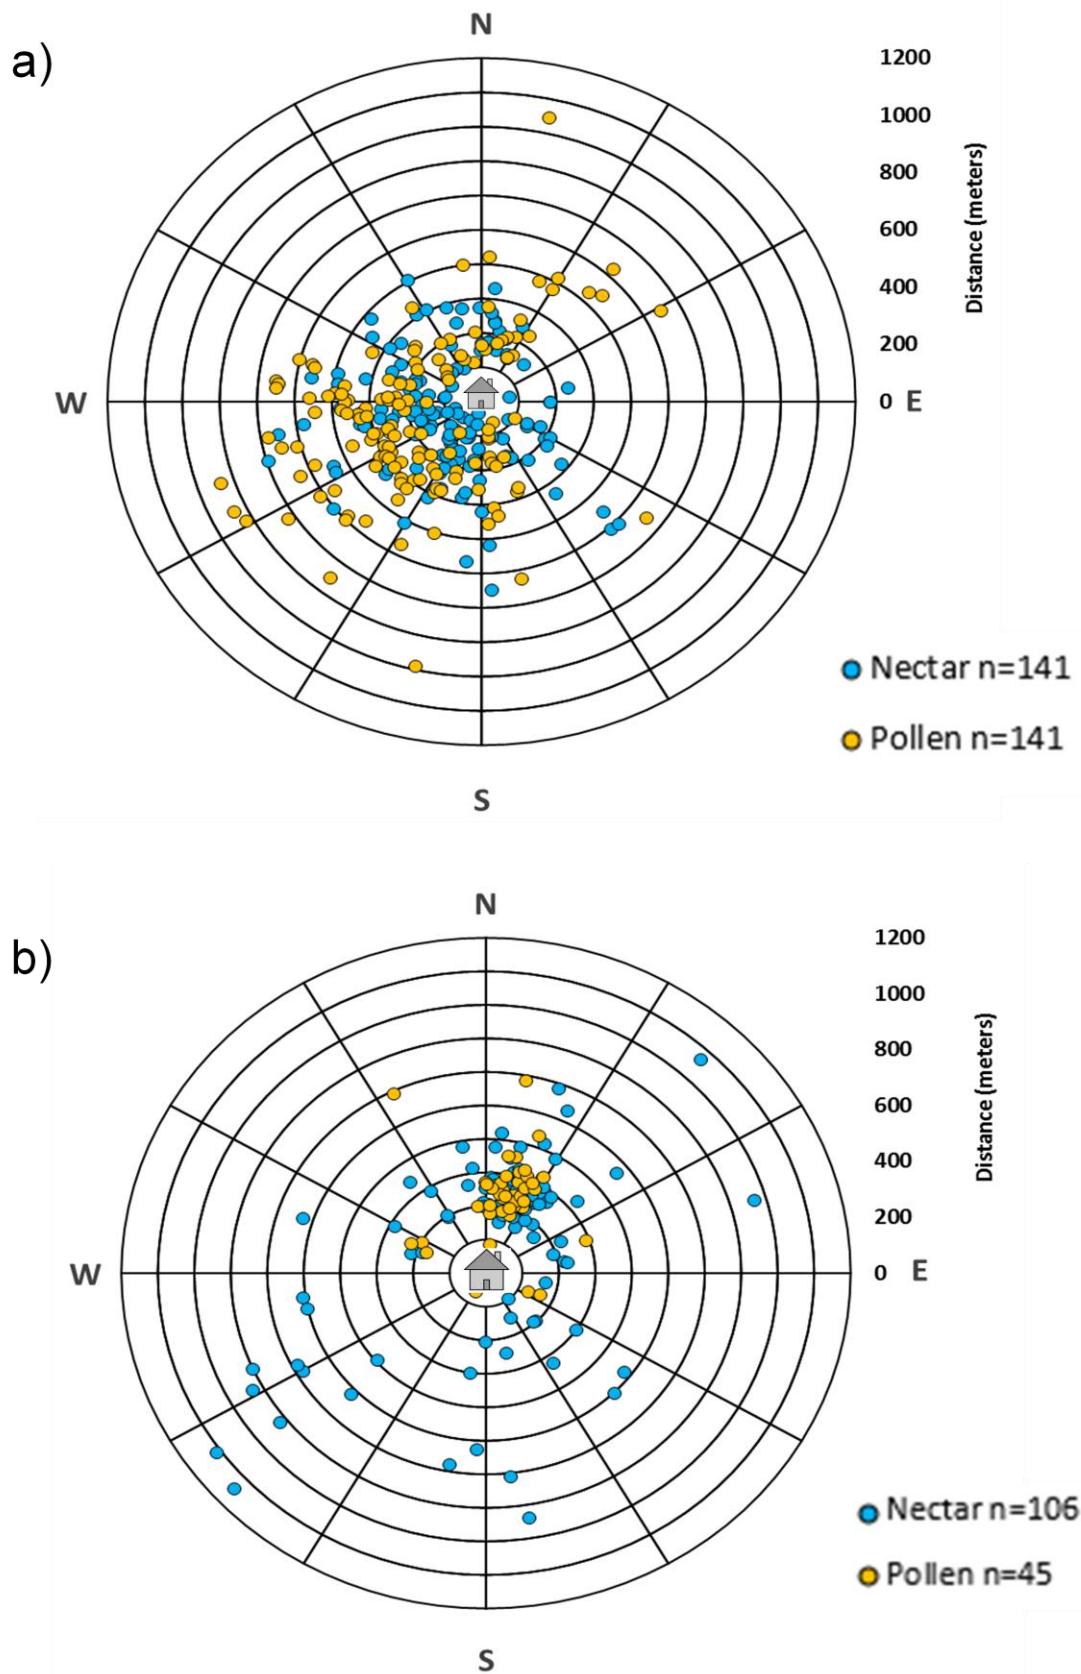 a)
N
1200
1000
800
600
400
200
0
Distance (meters)
W
E
S
Nectar n=141
Pollen n=141
b)
N
1200
1000
800
600
400
200
0
Distance (meters)
W
E
S
Nectar n=106
Pollen n=45